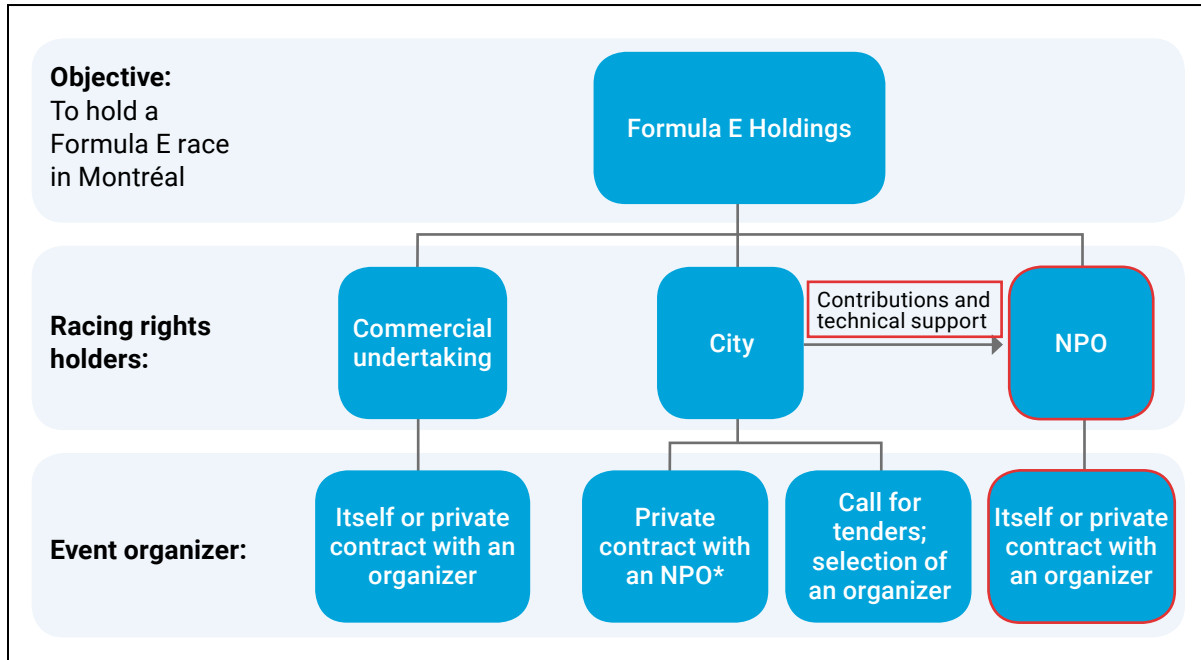 Objective:
To hold a
Formula E race
in Montréal
Formula E Holdings
Racing rights
holders:
Commercial
undertaking
City
Contributions and
technical support
NPO
Event organizer:
Itself or private
contract with an
organizer
Private
contract with
an NPO*
Call for
tenders;
selection of
an organizer
Itself or private
contract with
an organizer